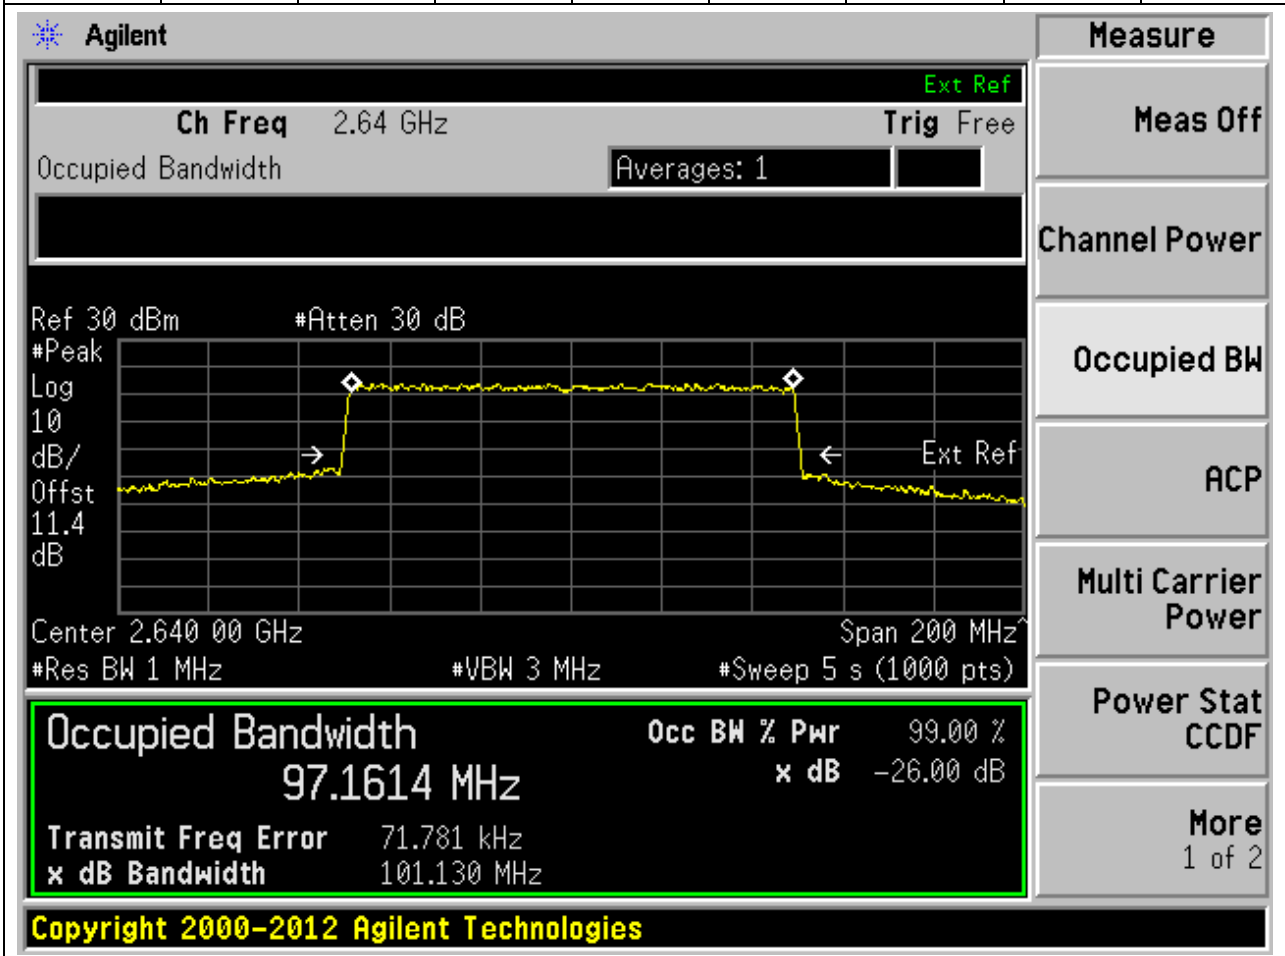 Agilent
Measure
Ext Ref
Ch Freq 2.64 GHz Trig Free
Occupied Bandwidth Averages: 1
Meas Off
Channel Power
Occupied BW
ACP
Multi Carrier
Power
Power Stat
CCDF
More
1 of 2
Ref 30 dBm #Atten 30 dB
#Peak
Log
10
dB/
Offst
11.4
dB
Ext Ref
Center 2.640 00 GHz Span 200 MHz^
#Res BW 1 MHz #VBW 3 MHz #Sweep 5 s (1000 pts)
Occupied Bandwidth Occ BW % Pwr 99.00 %
97.1614 MHz x dB -26.00 dB
Transmit Freq Error 71.781 kHz
x dB Bandwidth 101.130 MHz
Copyright 2000-2012 Agilent Technologies